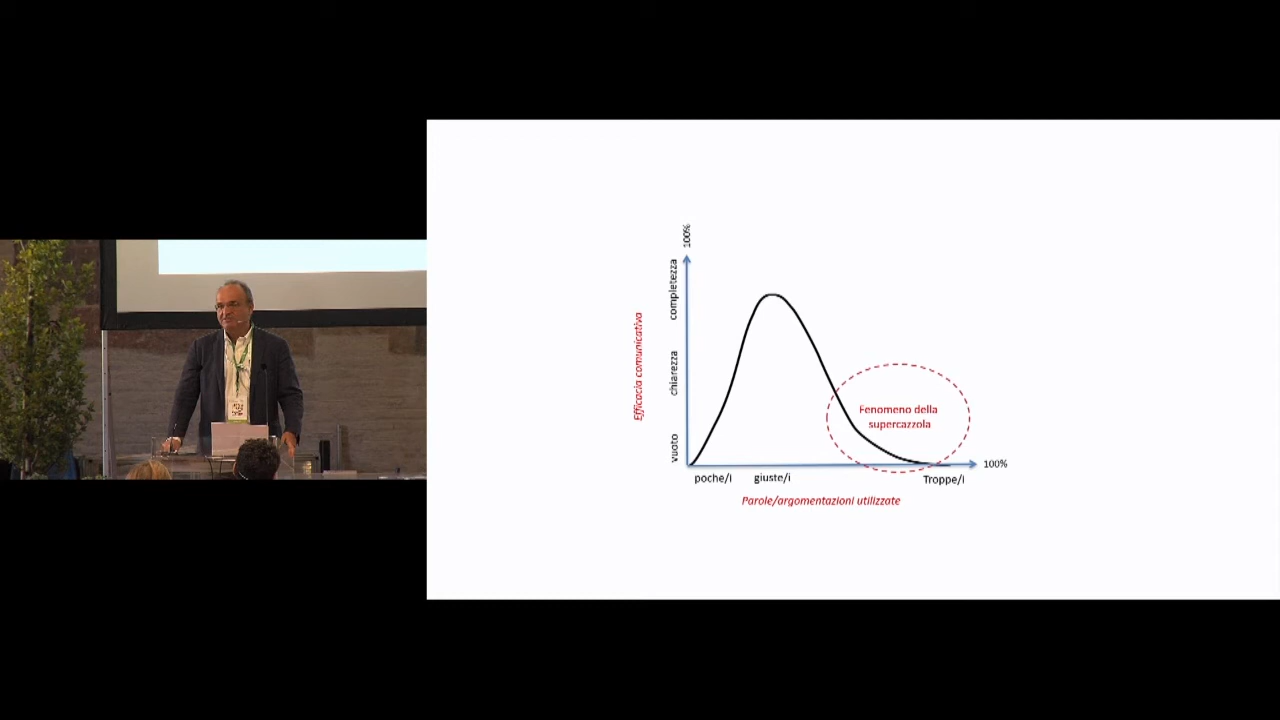 100%
completezza
chiarezza
vuoto
Efficacia comunicativa
Fenomeno della
supercazzola
100%
poche/i
giuste/i
Troppe/i
Parole/argomentazioni utilizzate